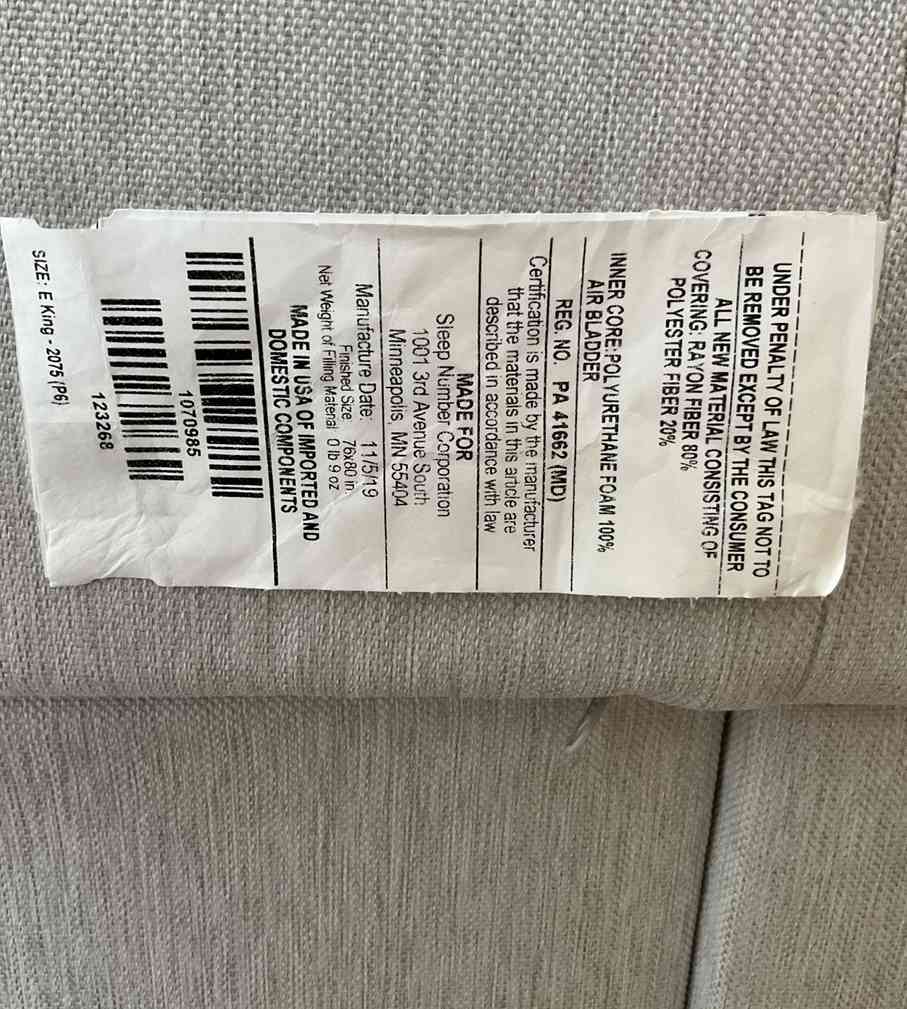 UNDER PENALTY OF LAW THIS TAG NOT TO
BE REMOVED EXCEPT BY THE CONSUMER
ALL NEW MATERIAL CONSISTING OF
COVERING: RAYON FIBER 80%
POLYESTER FIBER 20%
INNER CORE: POLYURETHANE FOAM 100%
AIR BLADDER
REG. NO. PA 41662 (MD)
Certification is made by the manufacturer
that the materials in this article are
described in accordance with law
MADE FOR
Sleep Number Corporation
1001 3rd Avenue South
Minneapolis, MN 55404
Manufacture Date: 11/5/19
Finished Size: 76x80 in.
Net Weight of Filling Material 0 lb 9 oz
MADE IN USA OF IMPORTED AND
DOMESTIC COMPONENTS
1070985
123268
SIZE: E King - 2075 (P6)